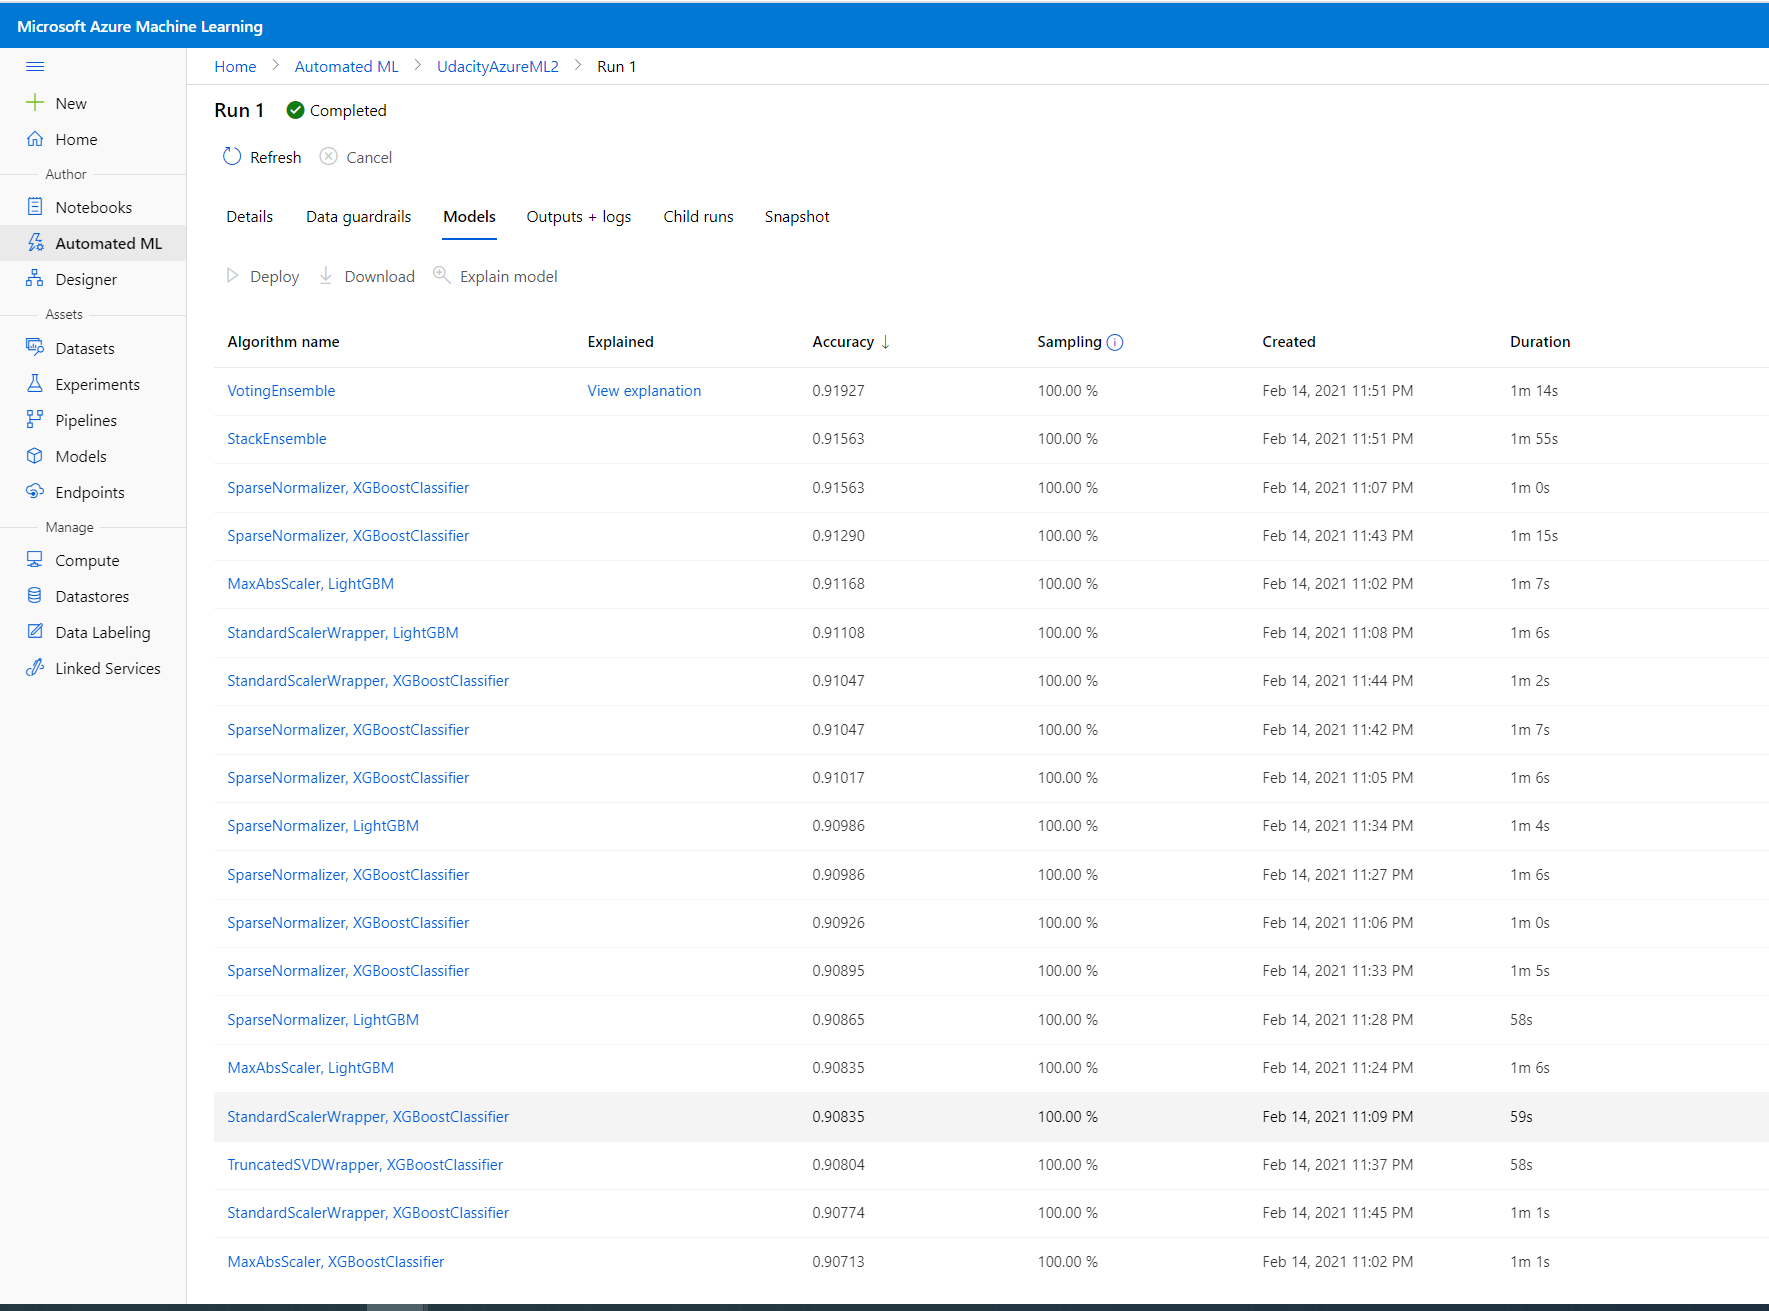 Microsoft Azure Machine Learning
Home > Automated ML > UdacityAzureML2 > Run 1
New
Home
Author
Notebooks
Automated ML
Designer
Assets
Datasets
Experiments
Pipelines
Models
Endpoints
Manage
Compute
Datastores
Data Labeling
Linked Services
Run 1 Completed
Refresh Cancel
Details Data guardrails Models Outputs + logs Child runs Snapshot
Deploy Download Explain model
Algorithm name Explained Accuracy ↓ Sampling Created Duration
VotingEnsemble View explanation 0.91927 100.00 % Feb 14, 2021 11:51 PM 1m 14s
StackEnsemble 0.91563 100.00 % Feb 14, 2021 11:51 PM 1m 55s
SparseNormalizer, XGBoostClassifier 0.91563 100.00 % Feb 14, 2021 11:07 PM 1m 0s
SparseNormalizer, XGBoostClassifier 0.91290 100.00 % Feb 14, 2021 11:43 PM 1m 15s
MaxAbsScaler, LightGBM 0.91168 100.00 % Feb 14, 2021 11:02 PM 1m 7s
StandardScalerWrapper, LightGBM 0.91108 100.00 % Feb 14, 2021 11:08 PM 1m 6s
StandardScalerWrapper, XGBoostClassifier 0.91047 100.00 % Feb 14, 2021 11:44 PM 1m 2s
SparseNormalizer, XGBoostClassifier 0.91047 100.00 % Feb 14, 2021 11:42 PM 1m 7s
SparseNormalizer, XGBoostClassifier 0.91017 100.00 % Feb 14, 2021 11:05 PM 1m 6s
SparseNormalizer, LightGBM 0.90986 100.00 % Feb 14, 2021 11:34 PM 1m 4s
SparseNormalizer, XGBoostClassifier 0.90986 100.00 % Feb 14, 2021 11:27 PM 1m 6s
SparseNormalizer, XGBoostClassifier 0.90926 100.00 % Feb 14, 2021 11:06 PM 1m 0s
SparseNormalizer, XGBoostClassifier 0.90895 100.00 % Feb 14, 2021 11:33 PM 1m 5s
SparseNormalizer, LightGBM 0.90865 100.00 % Feb 14, 2021 11:28 PM 58s
MaxAbsScaler, LightGBM 0.90835 100.00 % Feb 14, 2021 11:24 PM 1m 6s
StandardScalerWrapper, XGBoostClassifier 0.90835 100.00 % Feb 14, 2021 11:09 PM 59s
TruncatedSVDWrapper, XGBoostClassifier 0.90804 100.00 % Feb 14, 2021 11:37 PM 58s
StandardScalerWrapper, XGBoostClassifier 0.90774 100.00 % Feb 14, 2021 11:45 PM 1m 1s
MaxAbsScaler, XGBoostClassifier 0.90713 100.00 % Feb 14, 2021 11:02 PM 1m 1s